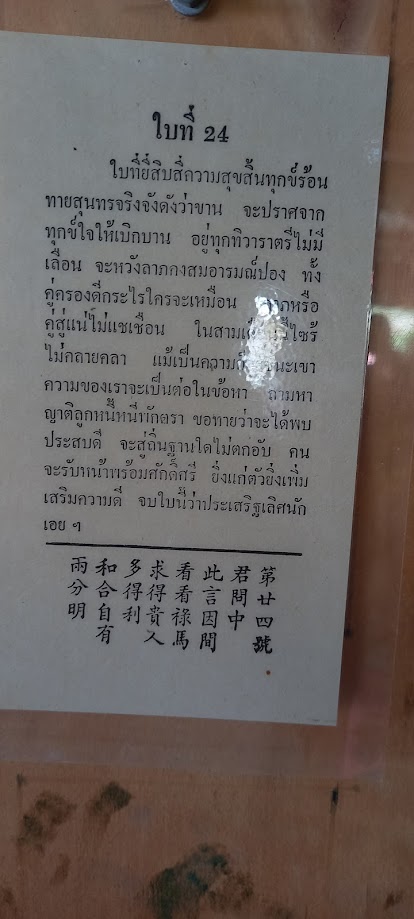 ใบที่ 24
ใบที่ยี่สิบสี่ความสุขสิ้นทุกข์ร้อน
ทายสุนทรจริงจังดังว่าขาน จะปราศจาก
ทุกข์ใจให้เบิกบาน อยู่ทุกทิวาราตรีไม่มี
เลือน จะหวังลาภคงสมอารมณ์ปอง ทั้ง
คู่ครองดีกระไรใครจะเหมือน หรือ
คู่สู่แน่ไม่แชเชือน ในสาม ไซร้
ไม่คลายคลา แม้เป็นความ ชนะเขา
ความของเราจะเป็นต่อในข้อหา ถามหา
ญาติลูกหนี้หนีพักตรา ขอทายว่าจะได้พบ
ประสบดี จะสู่ถิ่นฐานใดไม่ตกอับ คน
จะรับหน้าพร้อมศักดิ์ศรี ยิ่งแก่ตัวยิ่งเพิ่ม
เสริมความดี จบใบนี้ว่าประเสริฐเลิศนัก
เอย ฯ
第廿四號
君問中
此言因間
看看祿馬
求得貴人
多得利
和合自有
兩分明